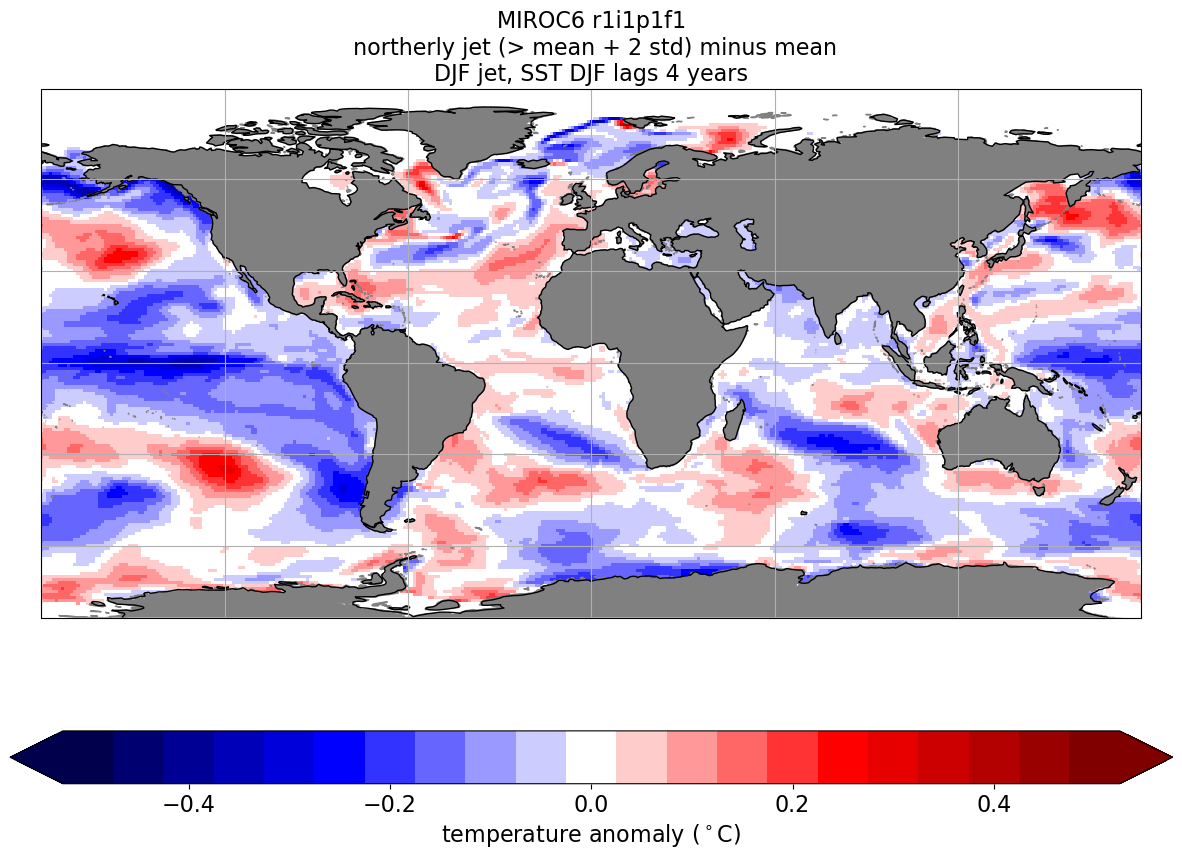 MIROC6 r1i1p1f1
northerly jet (> mean + 2 std) minus mean
DJF jet, SST DJF lags 4 years
−0.4 −0.2 0.0 0.2 0.4
temperature anomaly (°C)